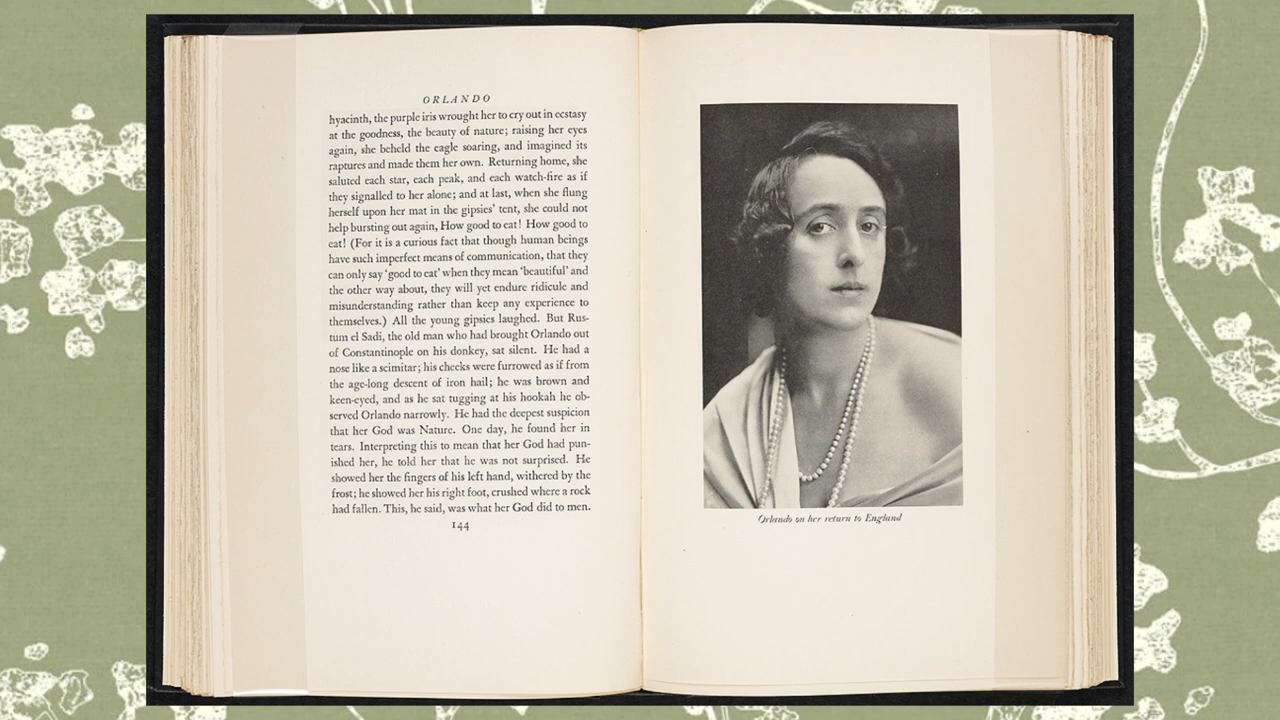 ORLANDO
hyacinth, the purple iris wrought her to cry out in ecstasy
at the goodness, the beauty of nature; raising her eyes
again, she beheld the eagle soaring, and imagined its
raptures and made them her own. Returning home, she
saluted each star, each peak, and each watch-fire as if
they signalled to her alone; and at last, when she flung
herself upon her mat in the gipsies' tent, she could not
help bursting out again, How good to eat! How good to
eat! (For it is a curious fact that though human beings
have such imperfect means of communication, that they
can only say 'good to eat' when they mean 'beautiful' and
the other way about, they will yet endure ridicule and
misunderstanding rather than keep any experience to
themselves.) All the young gipsies laughed. But Rus-
tum el Sadi, the old man who had brought Orlando out
of Constantinople on his donkey, sat silent. He had a
nose like a scimitar; his cheeks were furrowed as if from
the age-long descent of iron hail; he was brown and
keen-eyed, and as he sat tugging at his hookah he ob-
served Orlando narrowly. He had the deepest suspicion
that her God was Nature. One day, he found her in
tears. Interpreting this to mean that her God had pun-
ished her, he told her that he was not surprised. He
showed her the fingers of his left hand, withered by the
frost; he showed her his right foot, crushed where a rock
had fallen. This, he said, was what her God did to men.
144
Orlando on her return to England